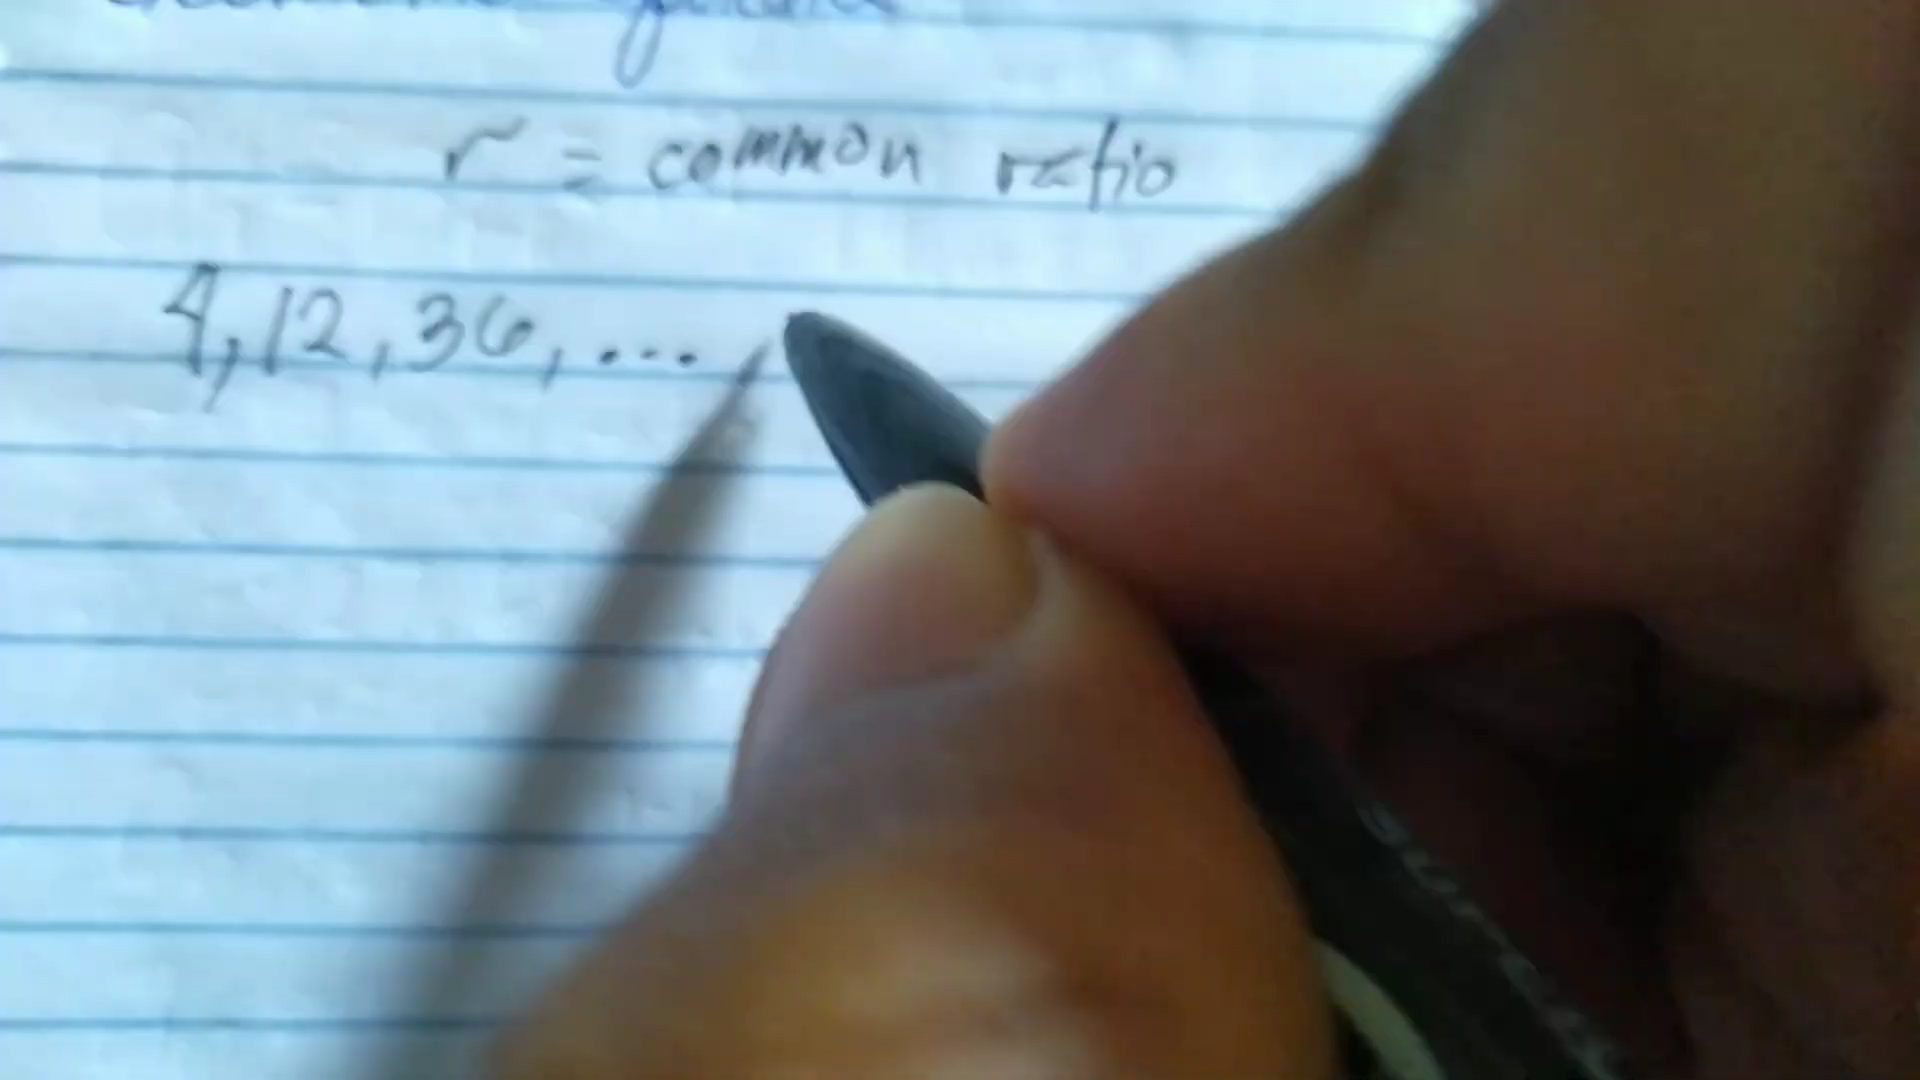 r = common ratio
4, 12, 36, ...